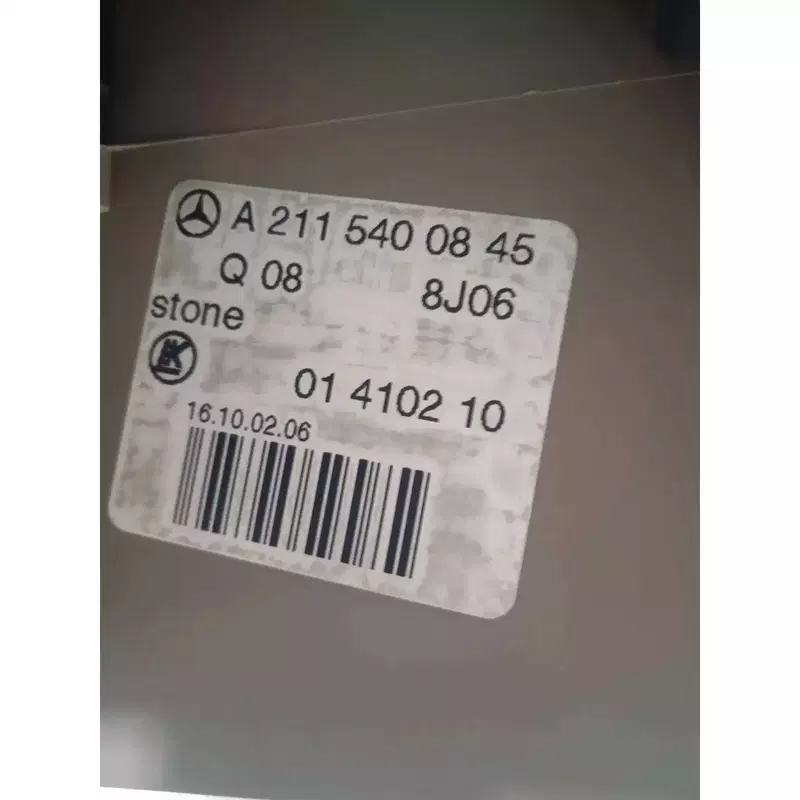 A 211 540 08 45
Q 08 8J06
stone
K
01 4102 10
16.10.02.06